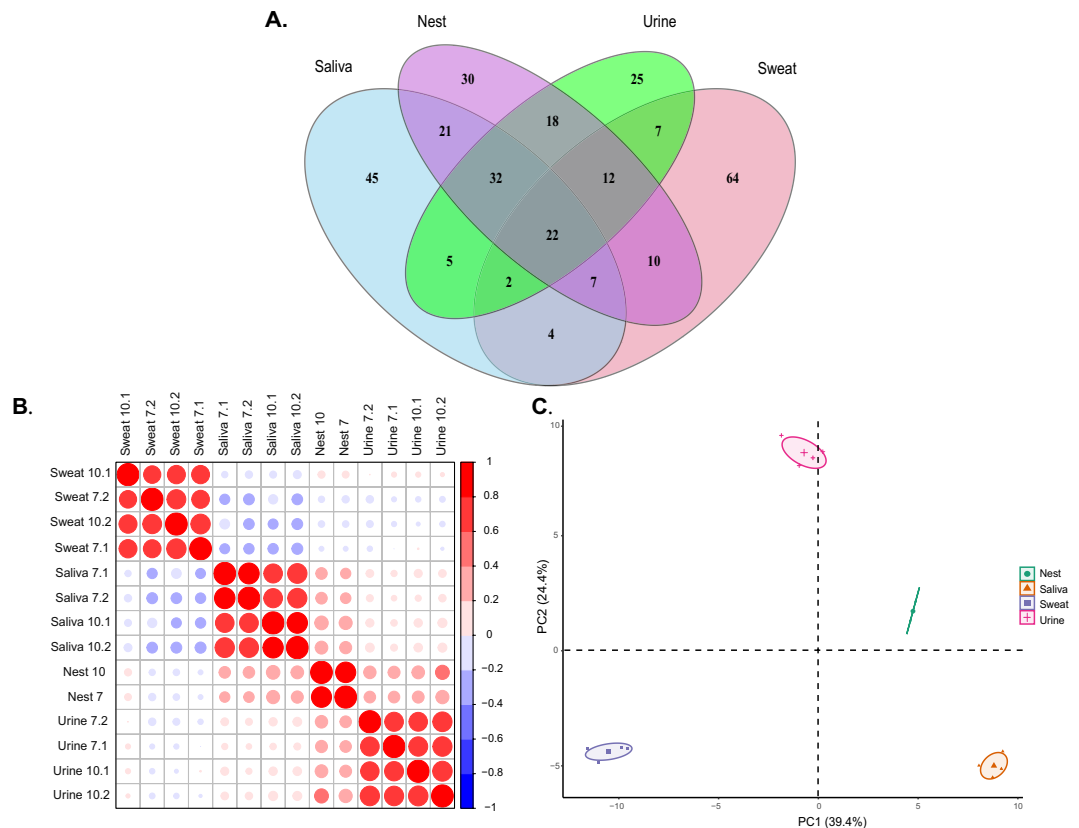 A.
Nest
Urine
Saliva
Sweat
30
25
21
18
7
45
32
12
64
22
5
2
7
10
4
B.
Sweat 10.1
Sweat 7.2
Sweat 10.2
Sweat 7.1
Saliva 7.1
Saliva 7.2
Saliva 10.1
Saliva 10.2
Nest 10
Nest 7
Urine 7.2
Urine 7.1
Urine 10.1
Urine 10.2
Sweat 10.1
Sweat 7.2
Sweat 10.2
Sweat 7.1
Saliva 7.1
Saliva 7.2
Saliva 10.1
Saliva 10.2
Nest 10
Nest 7
Urine 7.2
Urine 7.1
Urine 10.1
Urine 10.2
1
0.8
0.6
0.4
0.2
0
−0.2
−0.4
−0.6
−0.8
−1
C.
10
5
0
−5
PC2 (24.4%)
−10
−5
0
5
10
PC1 (39.4%)
Nest
Saliva
Sweat
Urine